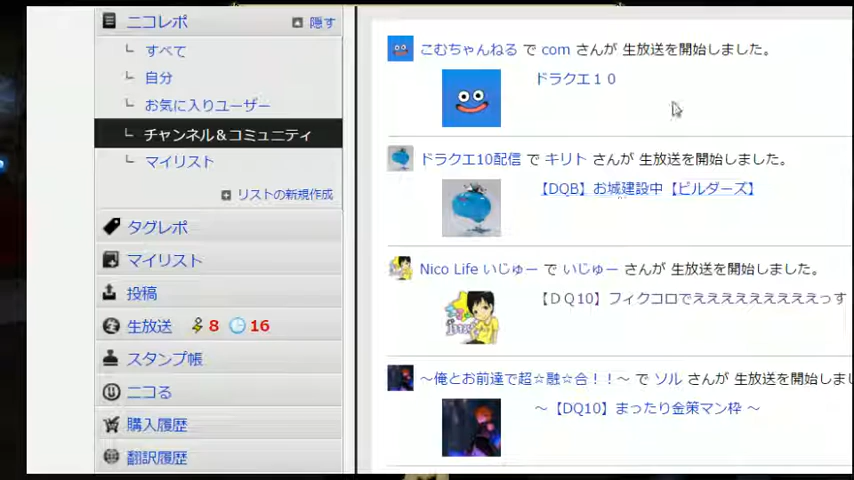 ニコレポ
隠す
すべて
自分
お気に入りユーザー
チャンネル＆コミュニティ
マイリスト
リストの新規作成
タグレポ
マイリスト
投稿
生放送 8 16
スタンプ帳
ニコる
購入履歴
翻訳履歴
こむちゃんねる で com さんが 生放送を開始しました。
ドラクエ１０
ドラクエ10配信 で キリト さんが 生放送を開始しました。
【DQB】お城建設中【ビルダーズ】
Nico Life いじゅー で いじゅー さんが 生放送を開始しました。
【ＤＱ10】フィクコロでえええええええええっす
～俺とお前達で超☆融☆合！！～ で ソル さんが 生放送を開始しまし
～【DQ10】まったり金策マン枠 ～